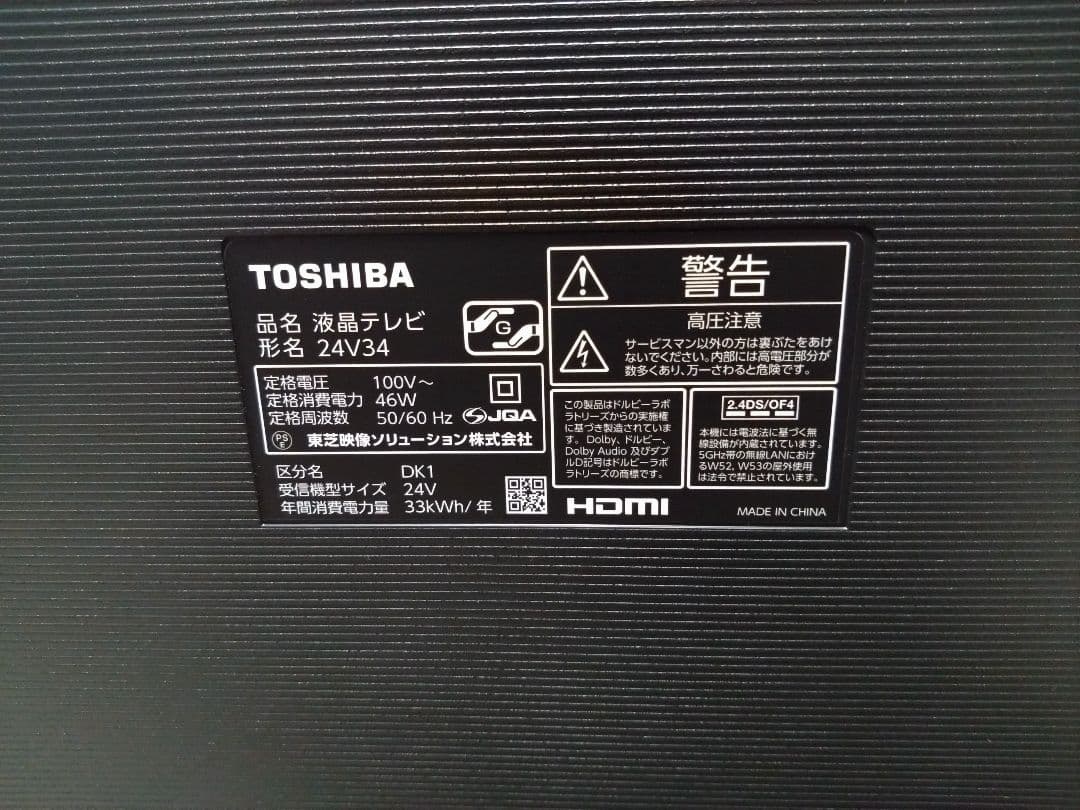 TOSHIBA
品名 液晶テレビ
形名 24V34
G
定格電圧 100V~
定格消費電力 46W
定格周波数 50/60 Hz JQA
PSE 東芝映像ソリューション株式会社
区分名 DK1
受信機型サイズ 24V
年間消費電力量 33kWh/年
警告
高圧注意
サービスマン以外の方は裏ぶたをあけ
ないでください。内部には高電圧部分が
数多くあり、万一さわると危険です。
この製品はドルビーラボ
ラトリーズからの実施権
に基づき製造されていま
す。Dolby、ドルビー、
Dolby Audio 及びダブ
ルD記号はドルビーラボ
ラトリーズの商標です。
2.4DS/OF4
本機には電波法に基づく無
線設備が内蔵されています。
5GHz帯の無線LANにおけ
るW52, W53の屋外使用
は法令で禁止されています。
HDMI
MADE IN CHINA